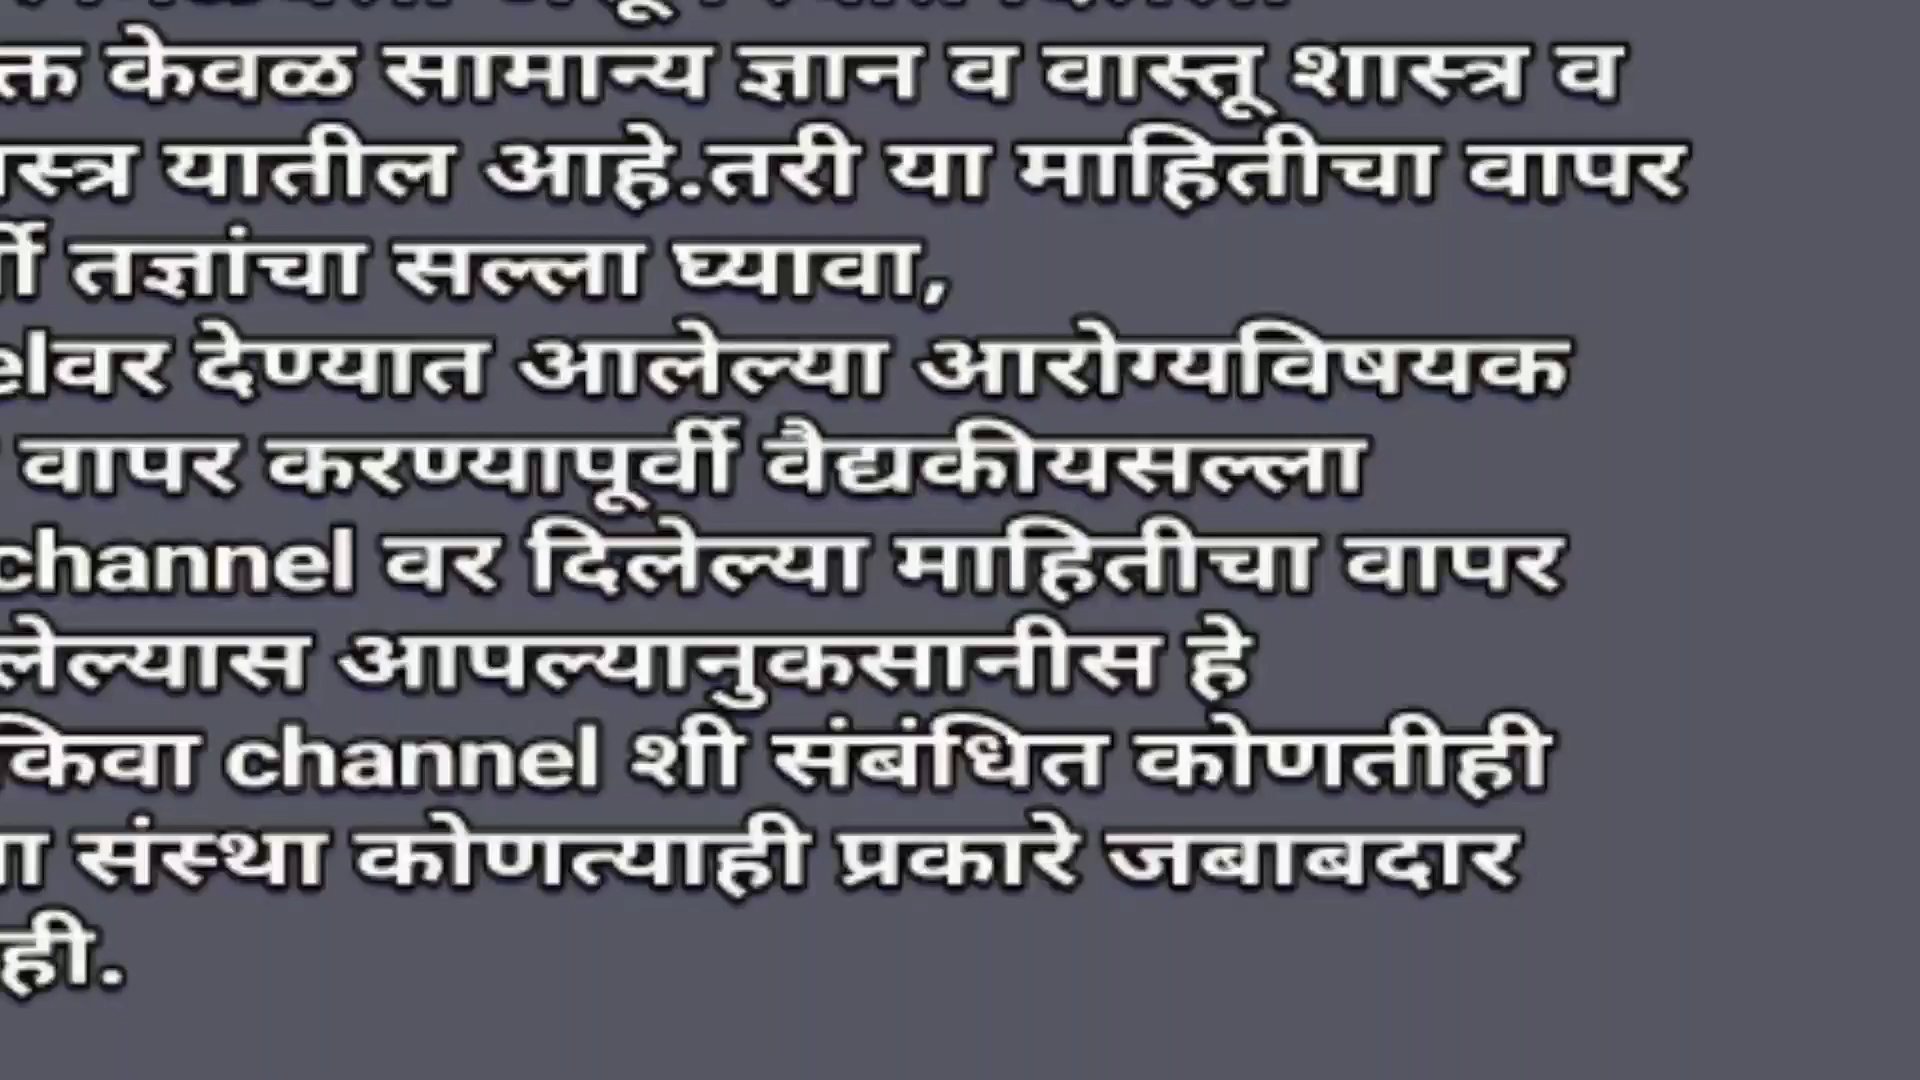 केवळ सामान्य ज्ञान व वास्तू शास्त्र व
यातील आहे.तरी या माहितीचा वापर
तज्ञांचा सल्ला घ्यावा,
वर देण्यात आलेल्या आरोग्यविषयक
वापर करण्यापूर्वी वैद्यकीयसल्ला
channel वर दिलेल्या माहितीचा वापर
आपल्यानुकसानीस हे
किवा channel शी संबंधित कोणतीही
संस्था कोणत्याही प्रकारे जबाबदार